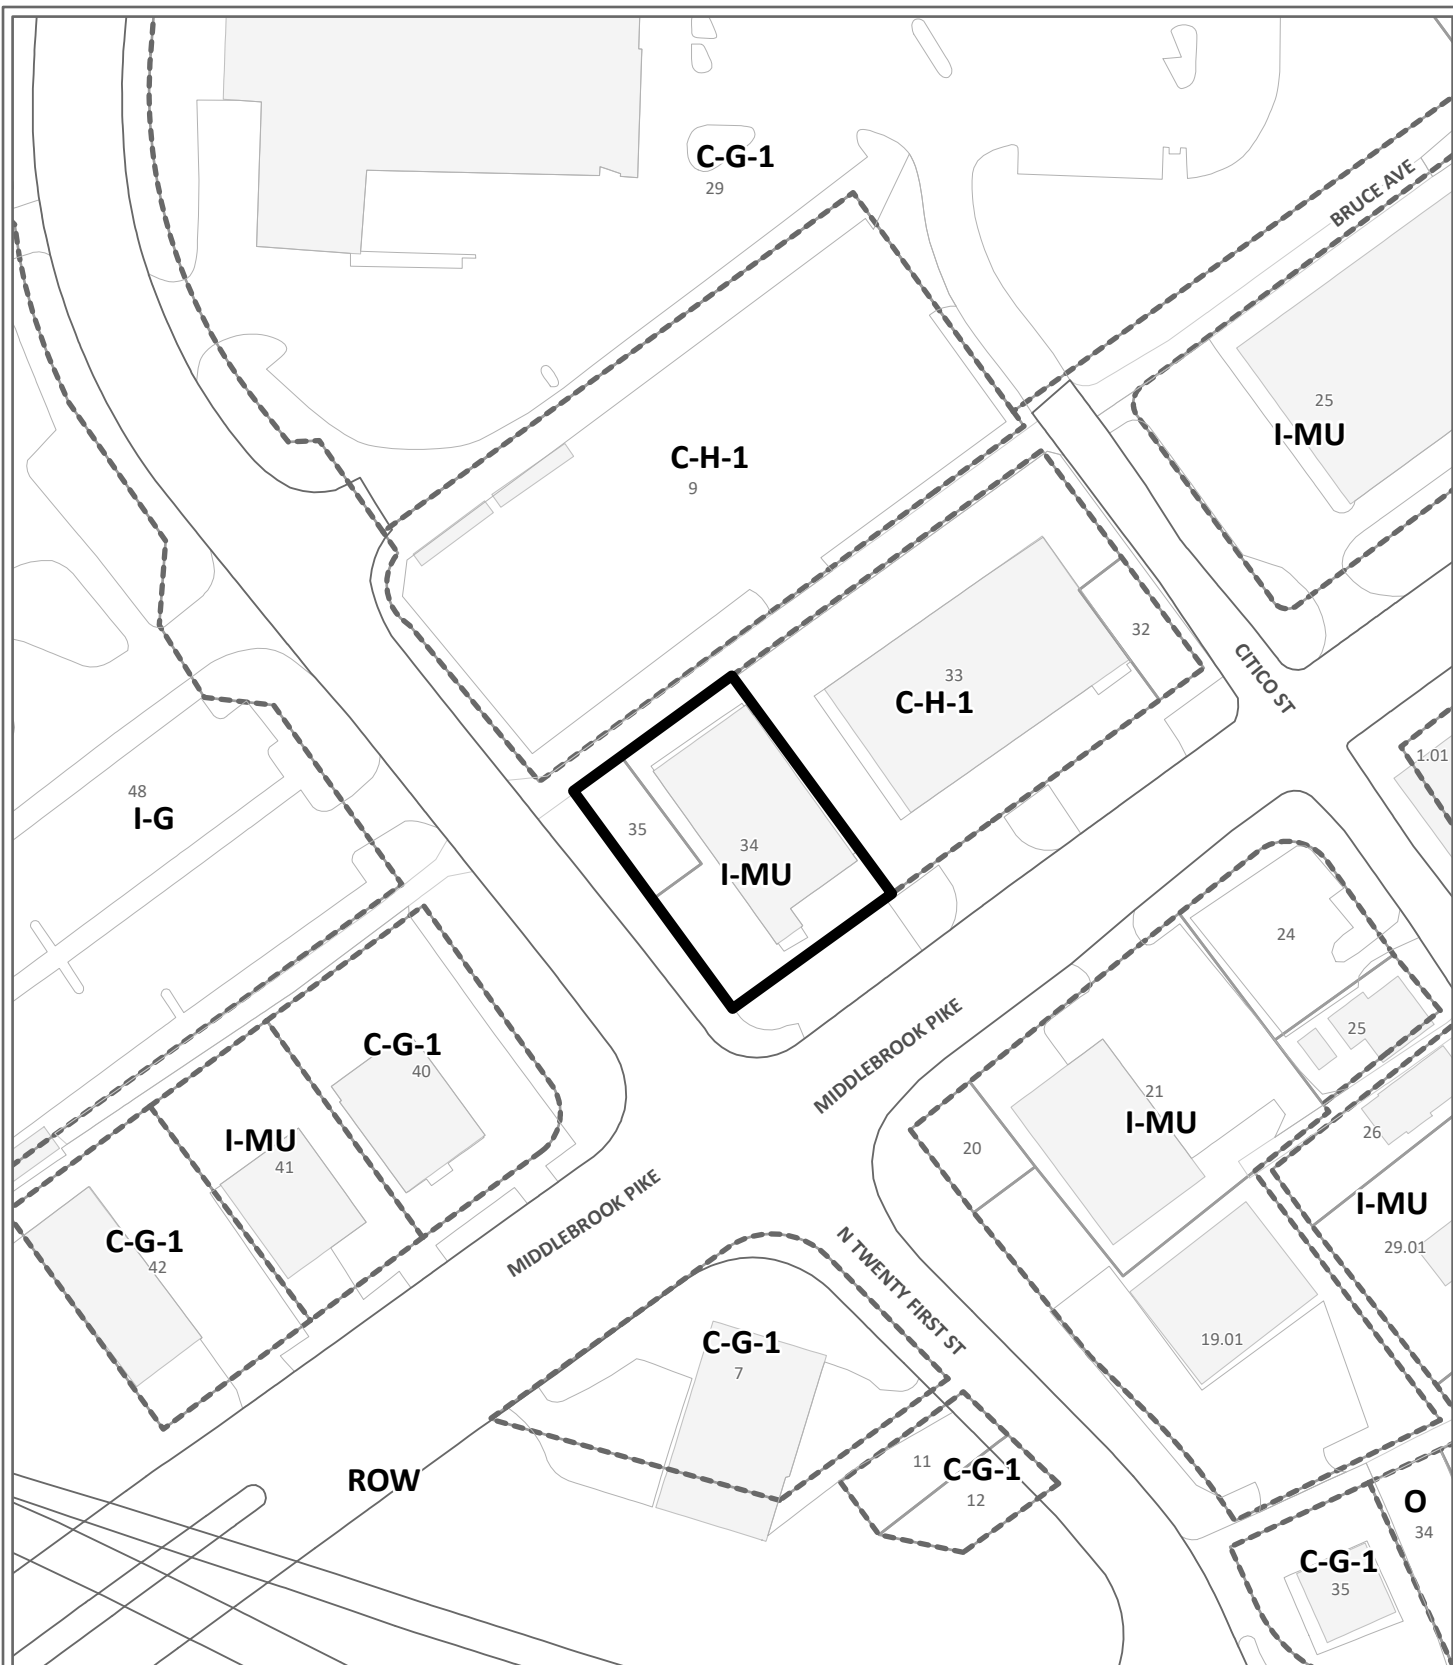 C-G-1
29
BRUCE AVE
25
I-MU
C-H-1
9
32
33
C-H-1
CITICO ST
1.01
48
I-G
35
34
I-MU
24
25
MIDDLEBROOK PIKE
C-G-1
40
21
I-MU
26
I-MU
41
20
I-MU
29.01
C-G-1
42
MIDDLEBROOK PIKE
N TWENTY FIRST ST
C-G-1
7
19.01
ROW
11
C-G-1
12
O
34
C-G-1
35